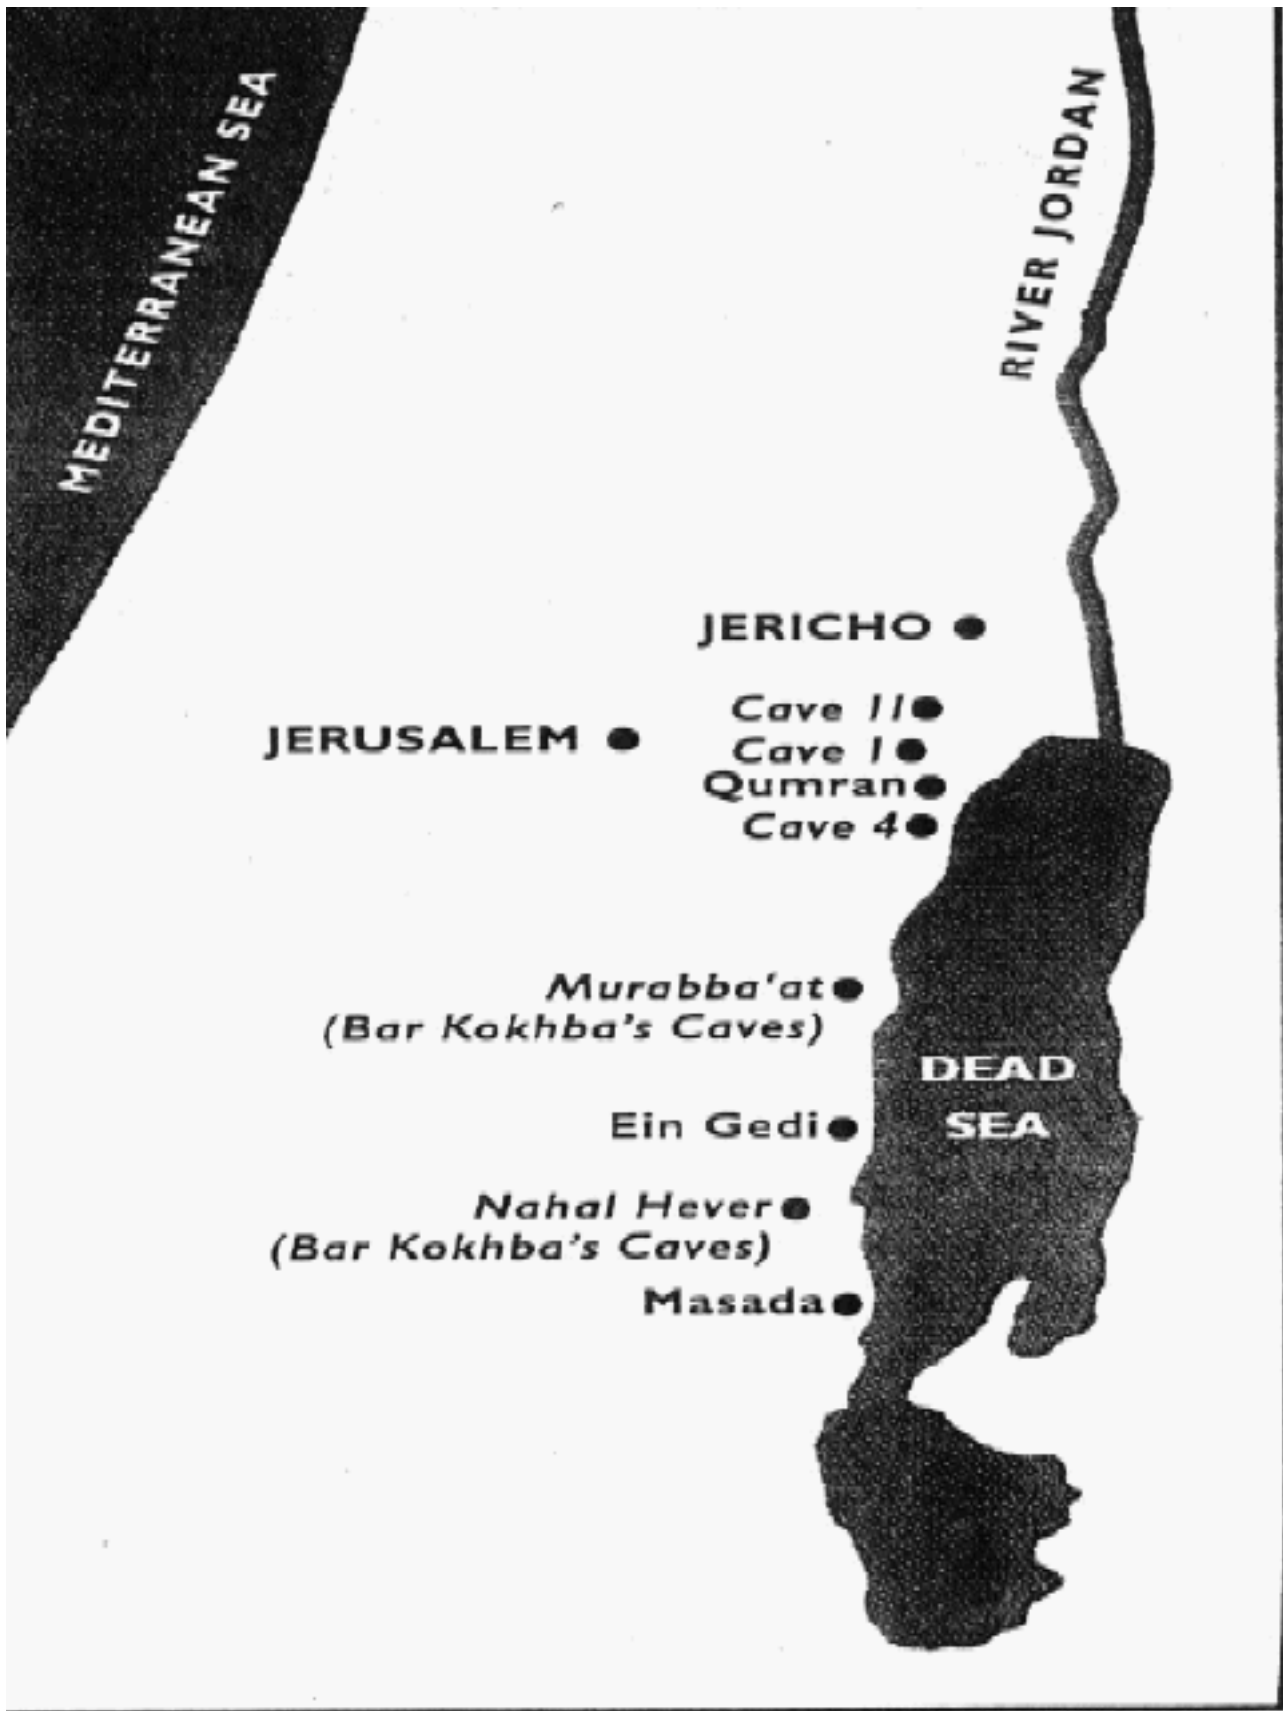 MEDITERRANEAN SEA
RIVER JORDAN
JERICHO
Cave 11
JERUSALEM
Cave 1
Qumran
Cave 4
Murabba'at
(Bar Kokhba's Caves)
DEAD
SEA
Ein Gedi
Nahal Hever
(Bar Kokhba's Caves)
Masada